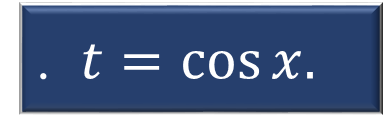 . t = cos x.